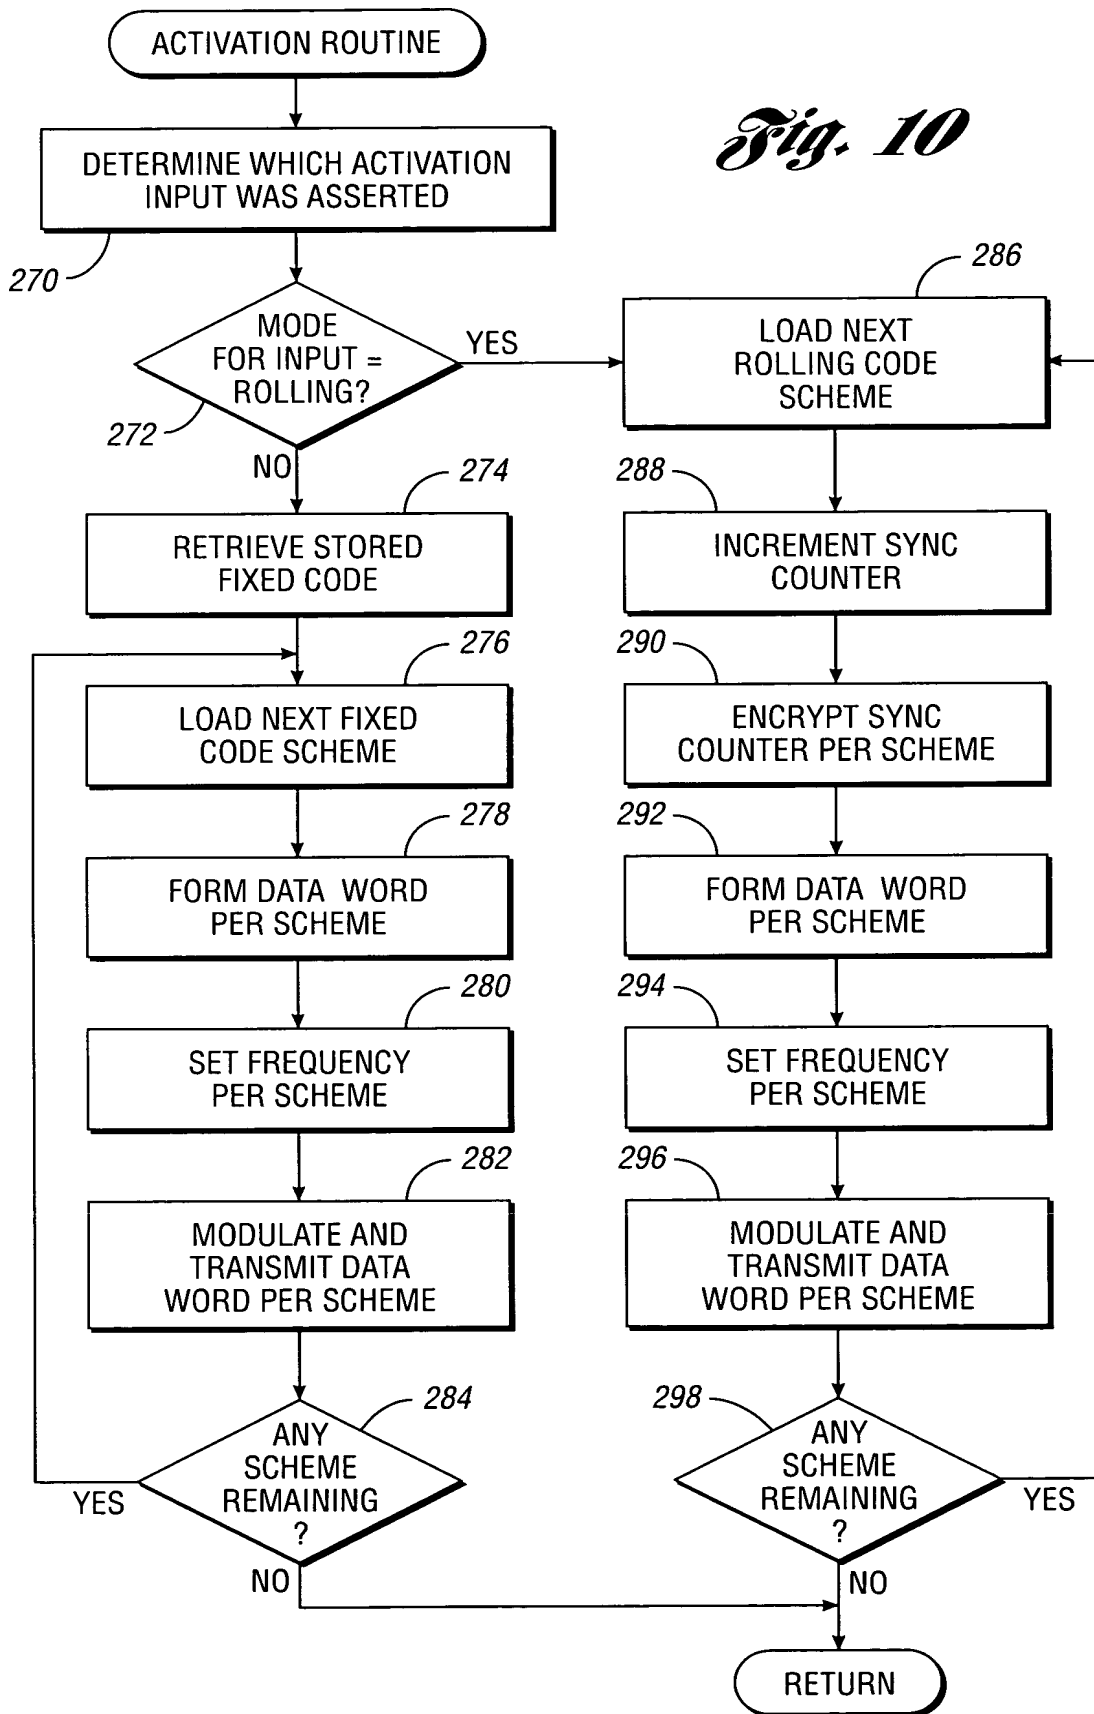 ACTIVATION ROUTINE
Fig. 10
DETERMINE WHICH ACTIVATION
INPUT WAS ASSERTED
270
MODE
FOR INPUT =
ROLLING?
YES
272
NO
274
RETRIEVE STORED
FIXED CODE
276
LOAD NEXT FIXED
CODE SCHEME
278
FORM DATA WORD
PER SCHEME
280
SET FREQUENCY
PER SCHEME
282
MODULATE AND
TRANSMIT DATA
WORD PER SCHEME
284
ANY
SCHEME
REMAINING
?
YES
NO
286
LOAD NEXT
ROLLING CODE
SCHEME
288
INCREMENT SYNC
COUNTER
290
ENCRYPT SYNC
COUNTER PER SCHEME
292
FORM DATA WORD
PER SCHEME
294
SET FREQUENCY
PER SCHEME
296
MODULATE AND
TRANSMIT DATA
WORD PER SCHEME
298
ANY
SCHEME
REMAINING
?
YES
NO
RETURN